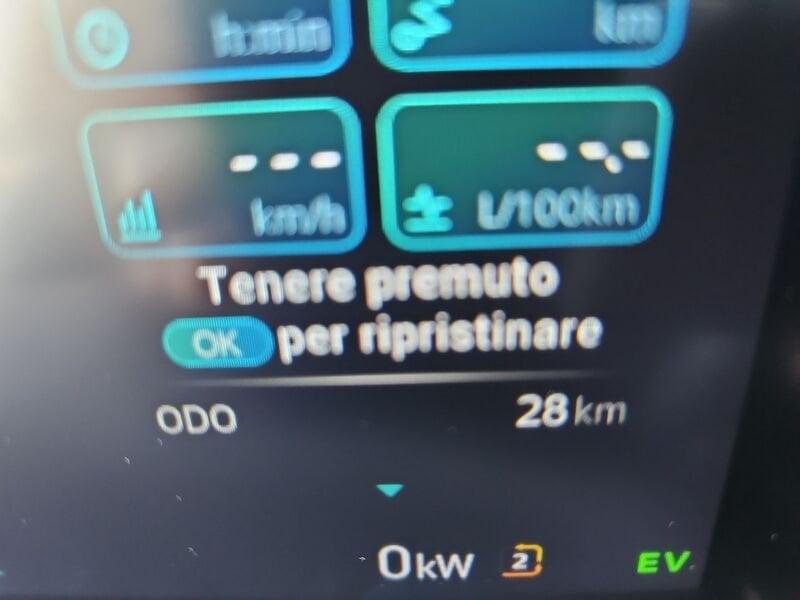 h:min km
--- --.-
km/h L/100km
Tenere premuto
OK per ripristinare
ODO 28 km
0 kW 2 EV